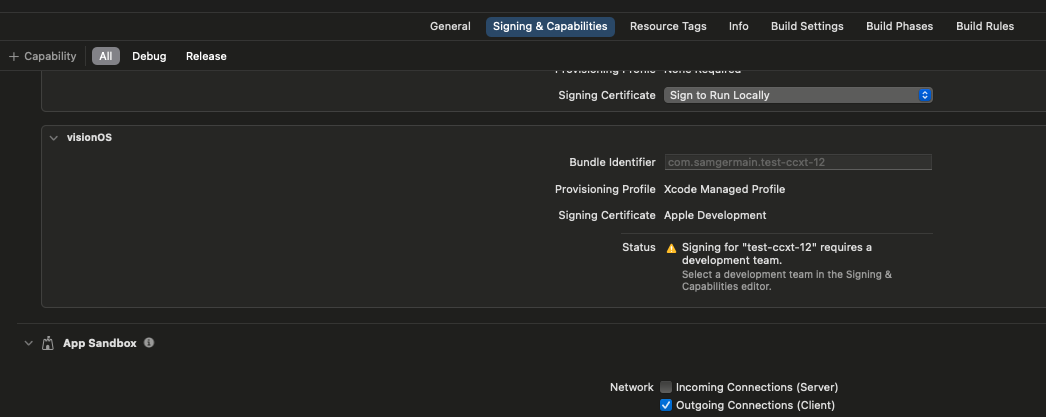 General Signing & Capabilities Resource Tags Info Build Settings Build Phases Build Rules
+ Capability All Debug Release
Provisioning Profile None Required
Signing Certificate Sign to Run Locally
visionOS
Bundle Identifier com.samgermain.test-ccxt-12
Provisioning Profile Xcode Managed Profile
Signing Certificate Apple Development
Status Signing for "test-ccxt-12" requires a
development team.
Select a development team in the Signing &
Capabilities editor.
App Sandbox
Network Incoming Connections (Server)
Outgoing Connections (Client)